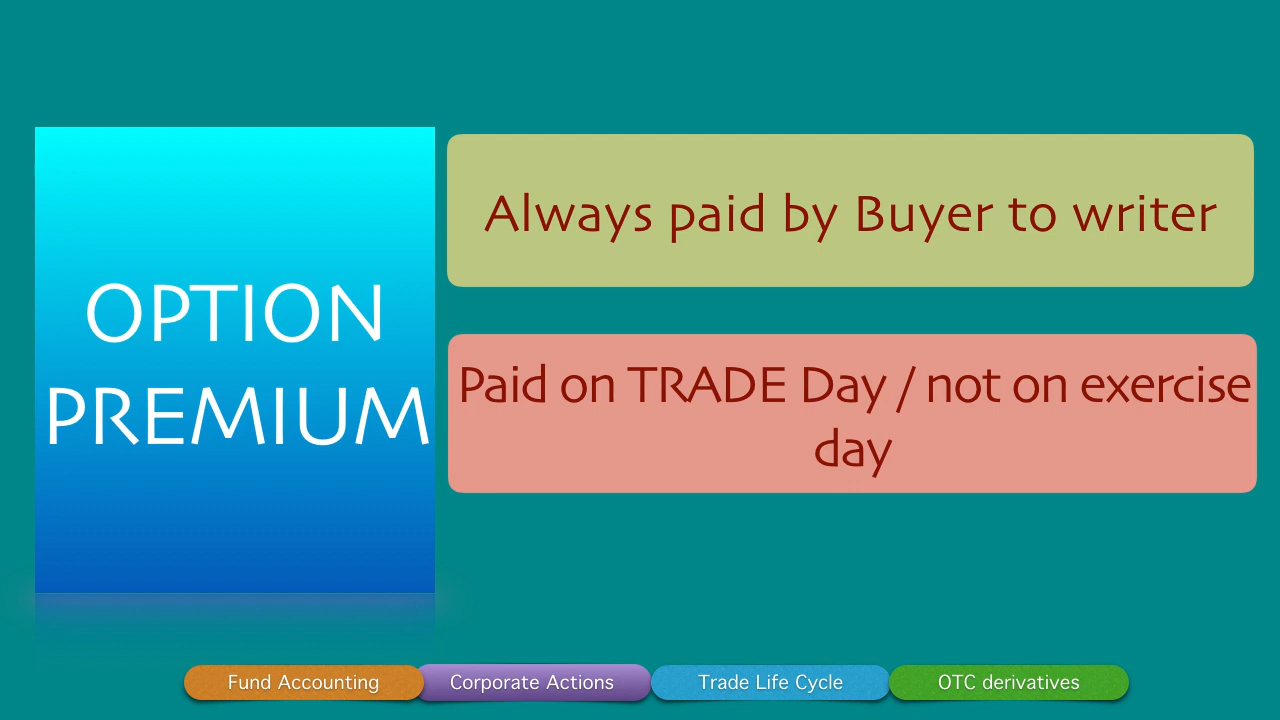 OPTION
PREMIUM
Always paid by Buyer to writer
Paid on TRADE Day / not on exercise
day
Fund Accounting
Corporate Actions
Trade Life Cycle
OTC derivatives